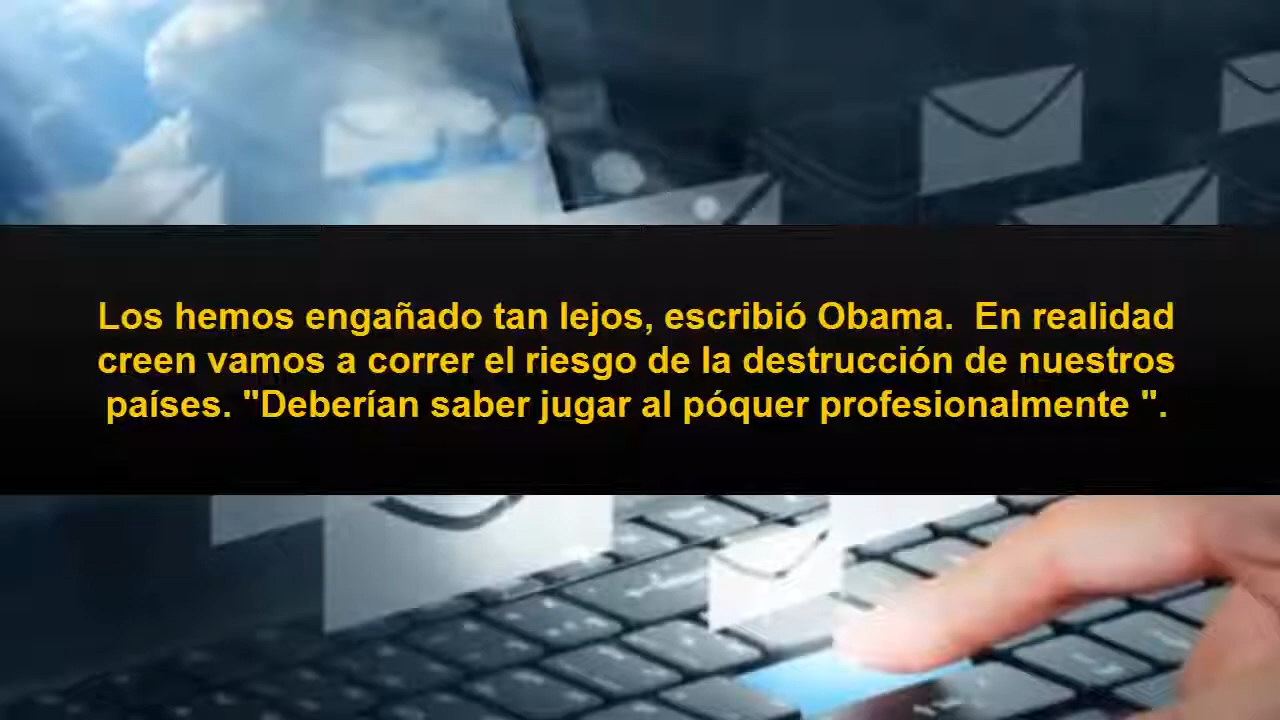 Los hemos engañado tan lejos, escribió Obama.  En realidad
creen vamos a correr el riesgo de la destrucción de nuestros
países. "Deberían saber jugar al póquer profesionalmente ".